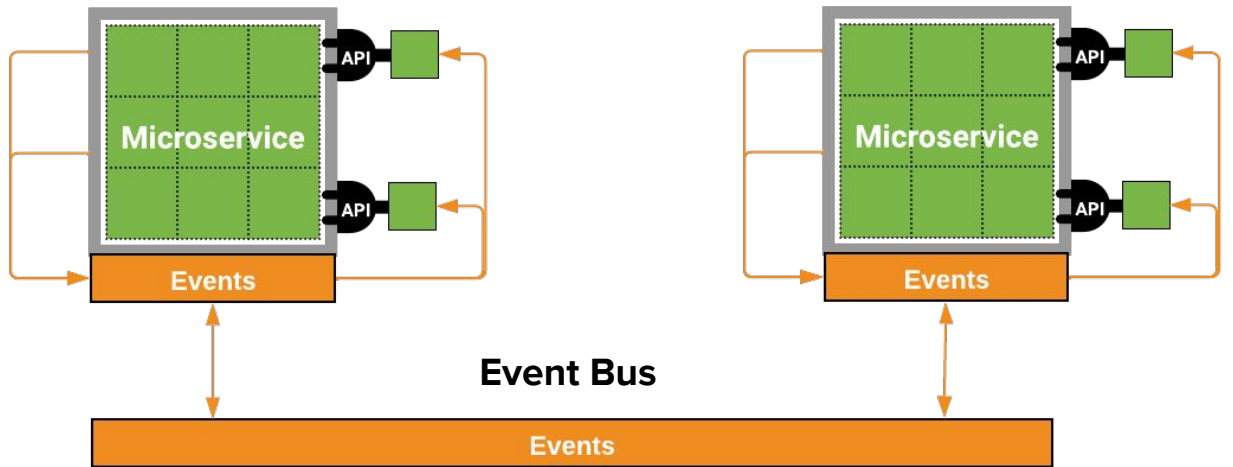 API
Microservice
API
Events
API
Microservice
API
Events
Event Bus
Events